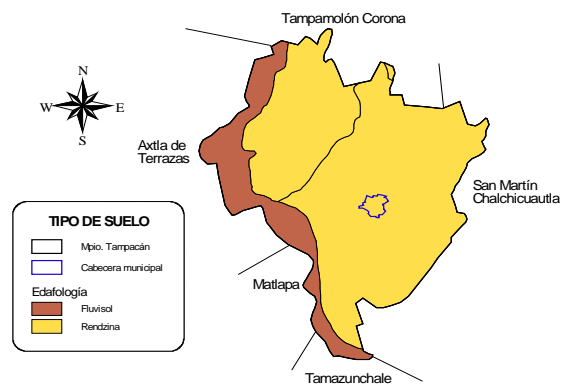 Tampamolón Corona
N
W
E
S
Axtla de
Terrazas
San Martín
Chalchicuautla
TIPO DE SUELO
Mpio. Tampacán
Cabecera municipal
Edafología
Fluvisol
Rendzina
Matlapa
Tamazunchale